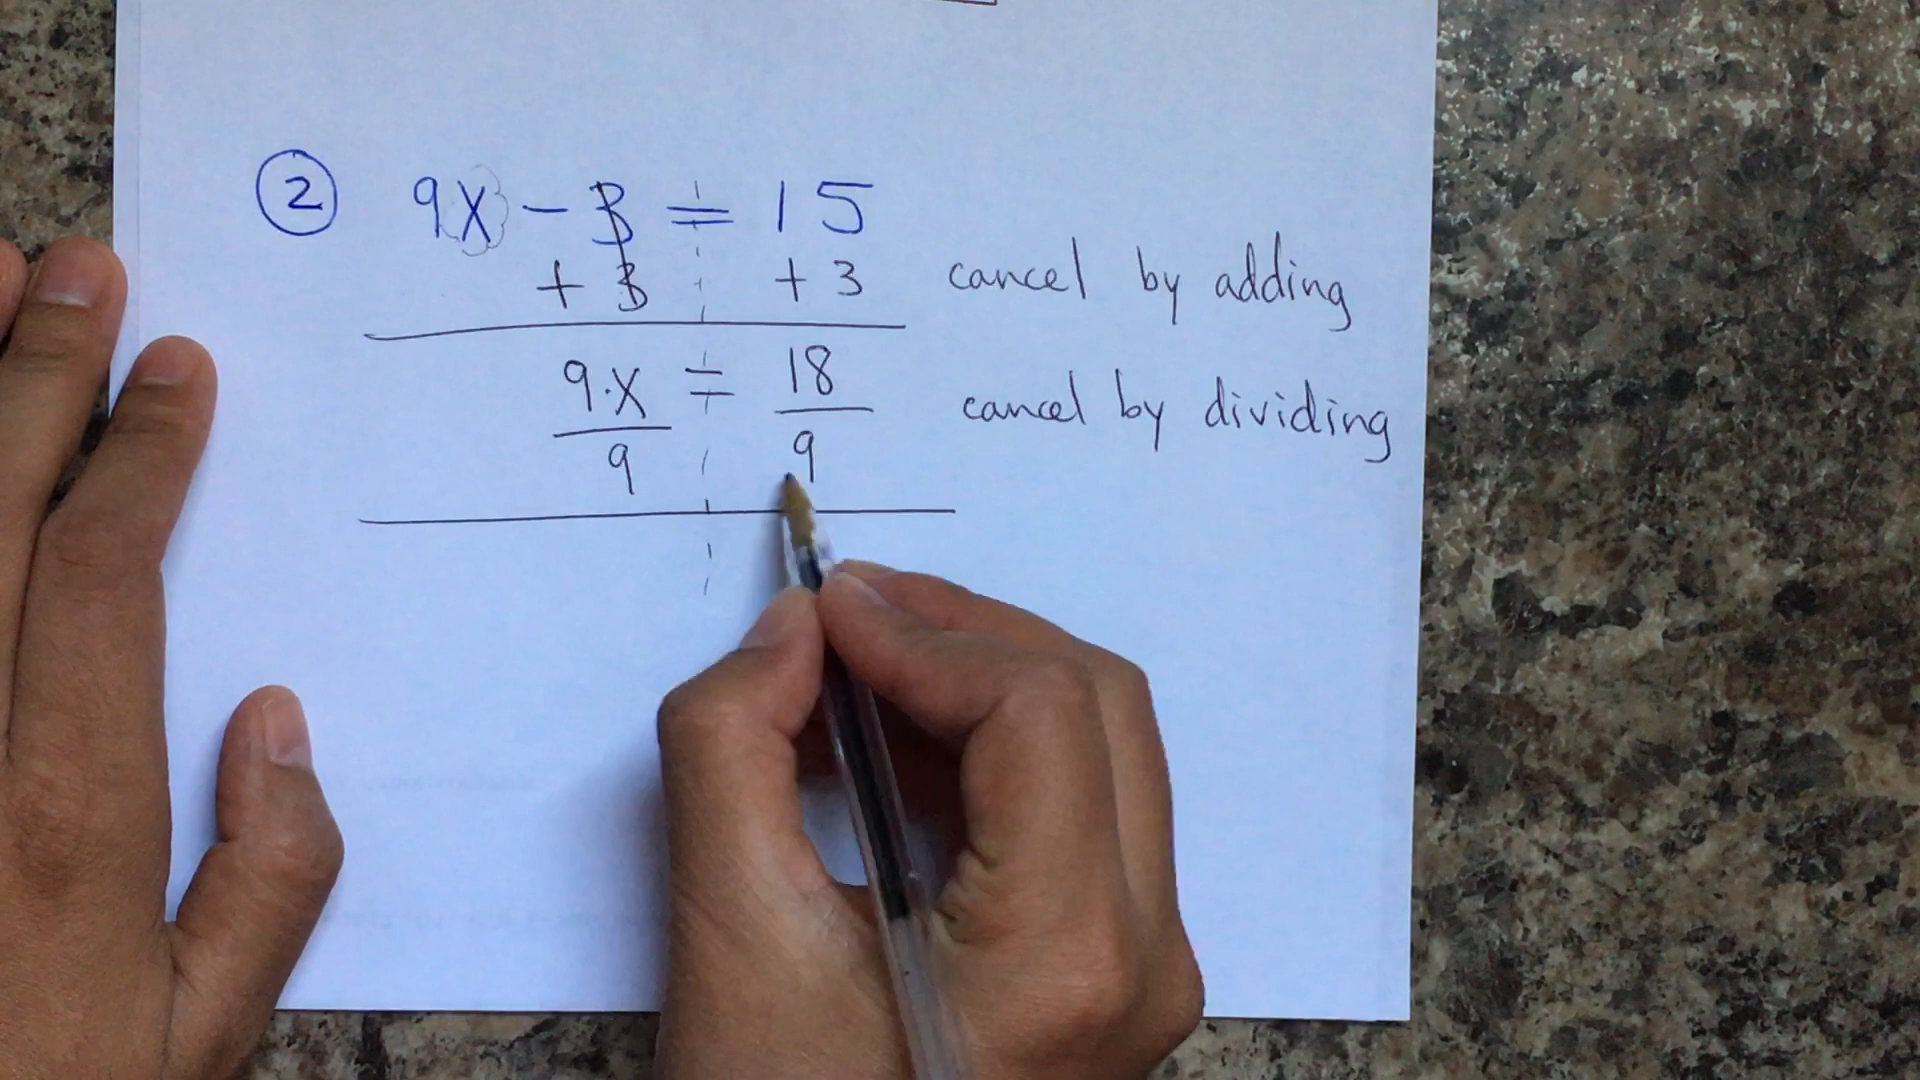 ② 9x - 3 = 15
+ 3 + 3 cancel by adding
9·x = 18 cancel by dividing
9 9